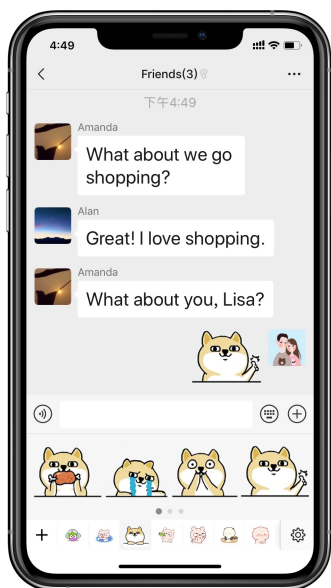 4:49
Friends(3)
下午4:49
Amanda
What about we go
shopping?
Alan
Great! I love shopping.
Amanda
What about you, Lisa?